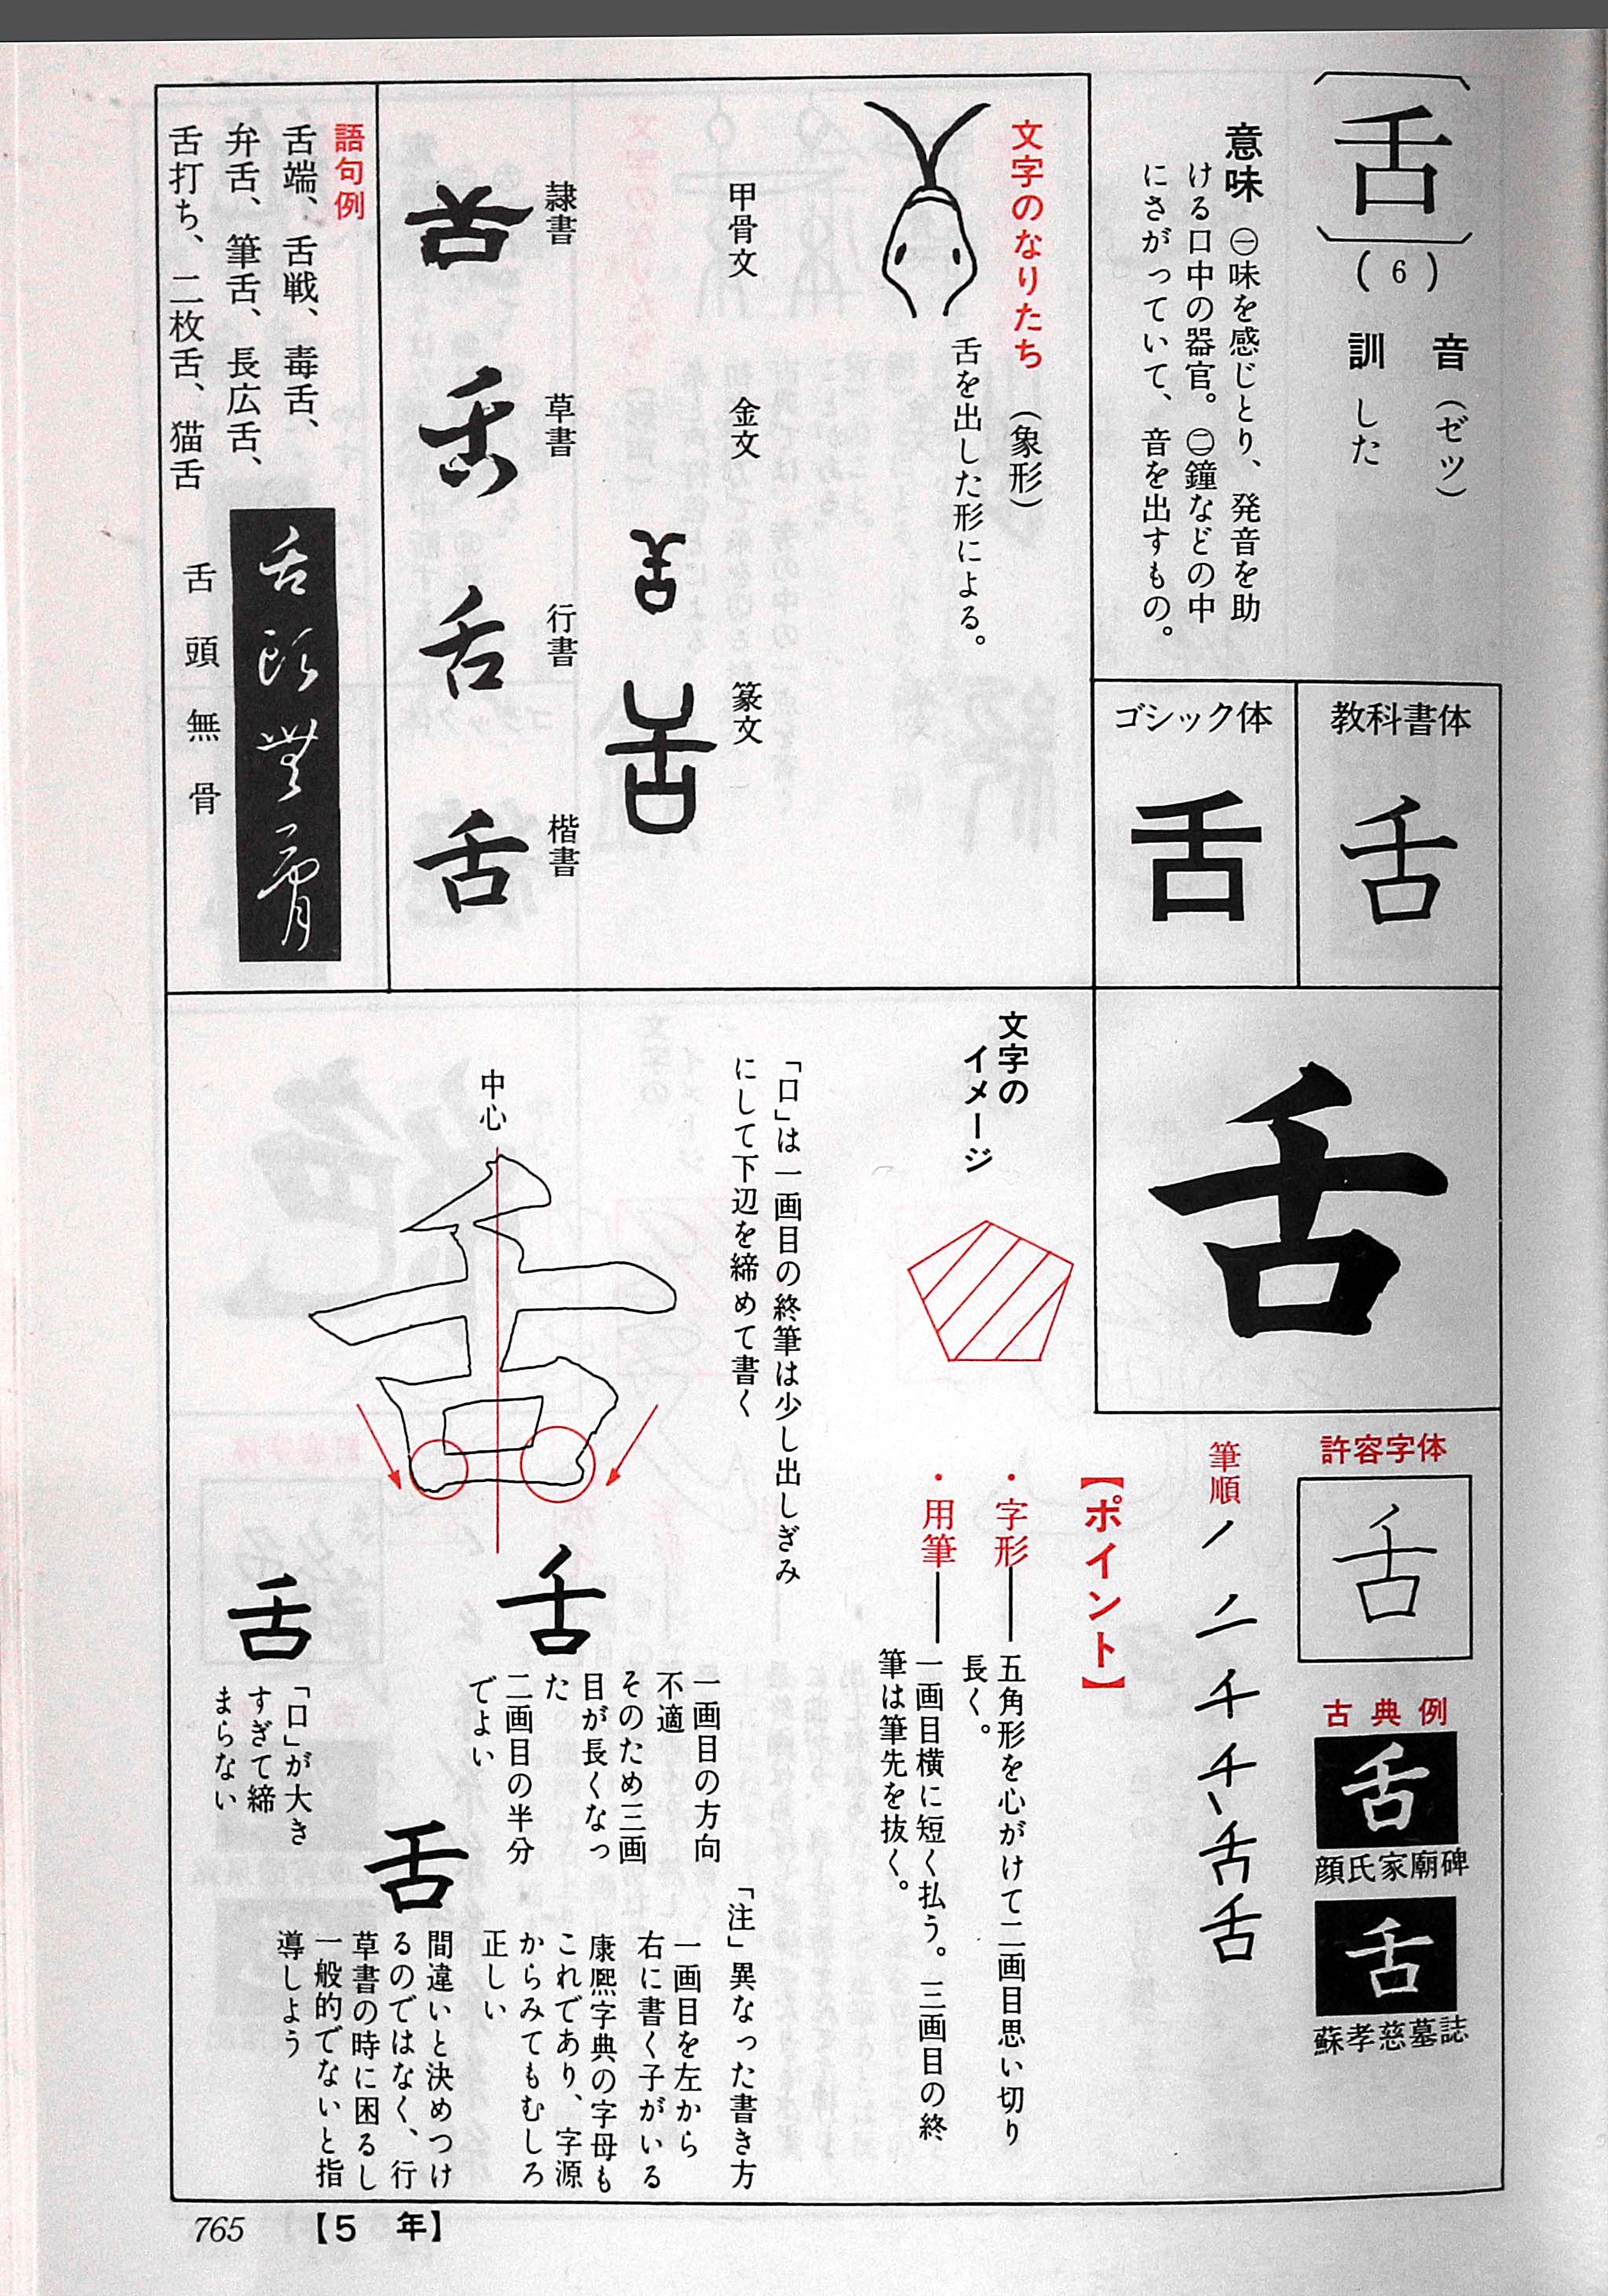 〔舌〕(6)
音（ゼツ）
訓 した
意味 ㊀味を感じとり、発音を助
ける口中の器官。㊁鐘などの中
にさがっていて、音を出すもの。
教科書体
舌
ゴシック体
舌
文字のなりたち（象形）
舌を出した形による。
甲骨文
金文
篆文
舌
舌
隷書
草書
行書
楷書
舌
舌
舌
舌
語句例
舌端、舌戦、毒舌、
弁舌、筆舌、長広舌、
舌打ち、二枚舌、猫舌
舌頭無骨
舌頭無骨
舌
許容字体
舌
古典例
舌
顔氏家廟碑
舌
蘇孝慈墓誌
筆順
ノ 二 千 千、舌 舌
文字の
イメージ
【ポイント】
・字形――五角形を心がけて二画目思い切り
長く。
・用筆――一画目横に短く払う。三画目の終
筆は筆先を抜く。
「口」は一画目の終筆は少し出しぎみ
にして下辺を締めて書く
中心
舌
舌
一画目の方向
不適
そのため三画
目が長くなっ
た
二画目の半分
でよい
舌
「口」が大き
すぎて締
まらない
「注」異なった書き方
一画目を左から
右に書く子がいる
康熙字典の字母も
これであり、字源
からみてもむしろ
正しい
舌
間違いと決めつけ
るのではなく、行
草書の時に困るし
一般的でないと指
導しよう
765 【5 年】